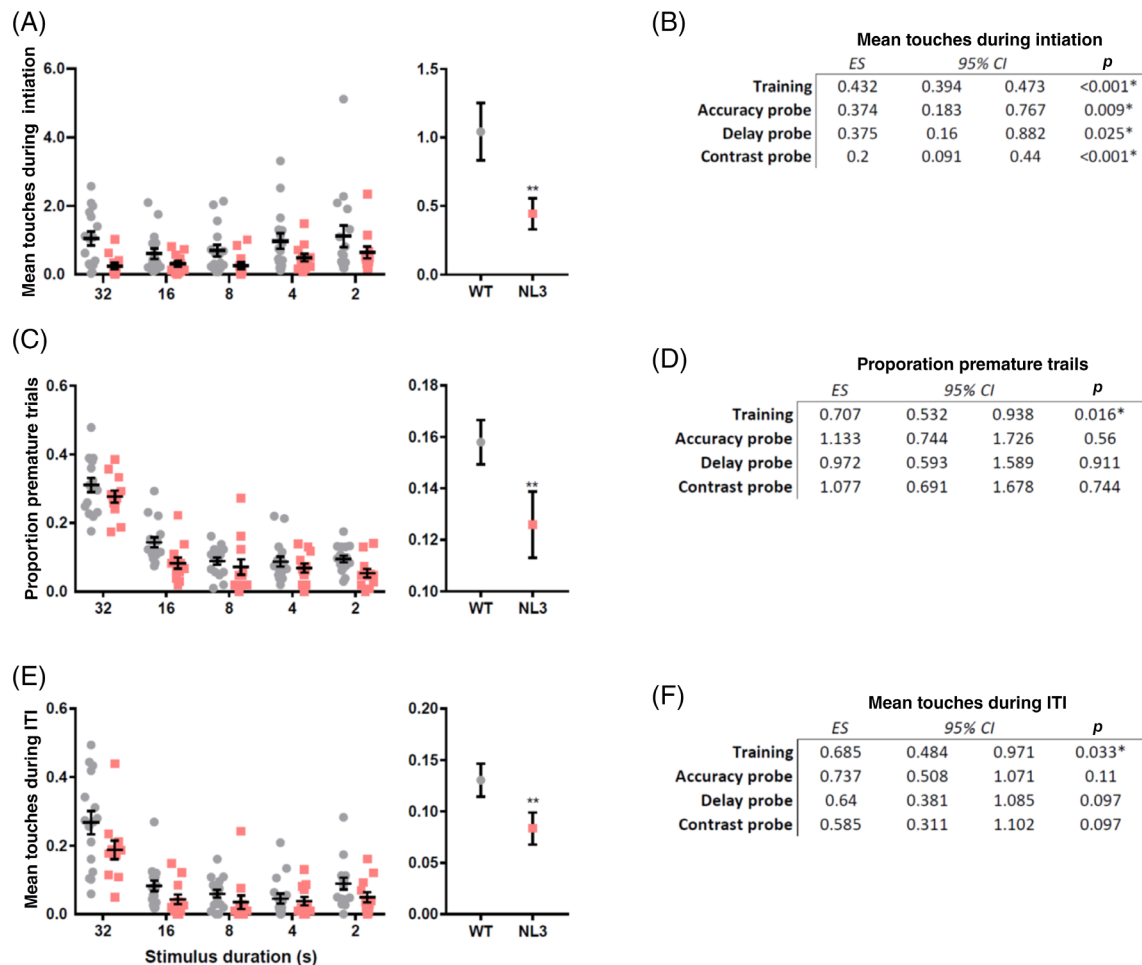 (A)
Mean touches during intiation
6.0
4.0
2.0
0.0
32 16 8 4 2
1.5
1.0
0.5
0.0
**
WT NL3
(B)
Mean touches during intiation
ES 95% CI p
Training 0.432 0.394 0.473 <0.001*
Accuracy probe 0.374 0.183 0.767 0.009*
Delay probe 0.375 0.16 0.882 0.025*
Contrast probe 0.2 0.091 0.44 <0.001*
(C)
Proportion premature trials
0.6
0.4
0.2
0.0
32 16 8 4 2
0.18
0.16
0.14
0.12
0.10
**
WT NL3
(D)
Proporation premature trails
ES 95% CI p
Training 0.707 0.532 0.938 0.016*
Accuracy probe 1.133 0.744 1.726 0.56
Delay probe 0.972 0.593 1.589 0.911
Contrast probe 1.077 0.691 1.678 0.744
(E)
Mean touches during ITI
0.6
0.4
0.2
0.0
32 16 8 4 2
Stimulus duration (s)
0.20
0.15
0.10
0.05
0.00
**
WT NL3
(F)
Mean touches during ITI
ES 95% CI p
Training 0.685 0.484 0.971 0.033*
Accuracy probe 0.737 0.508 1.071 0.11
Delay probe 0.64 0.381 1.085 0.097
Contrast probe 0.585 0.311 1.102 0.097